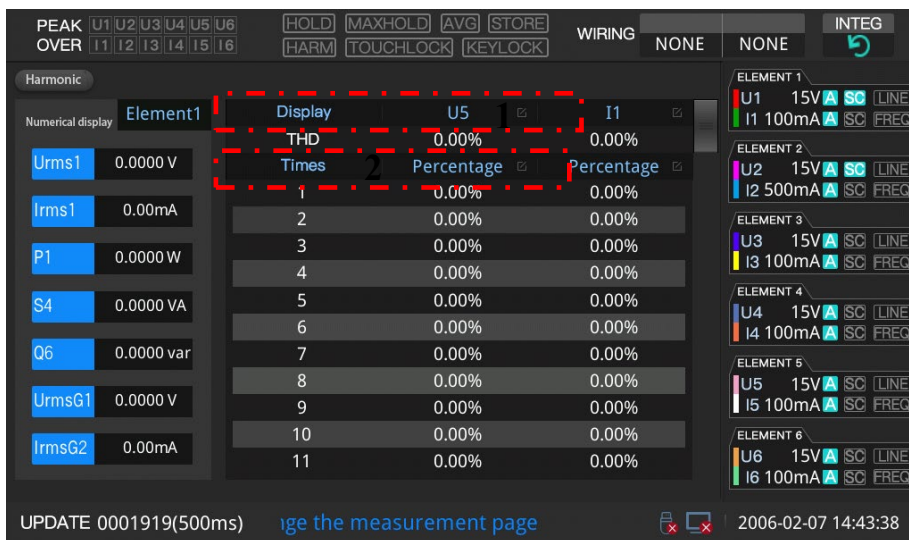 PEAK U1 U2 U3 U4 U5 U6
OVER I1 I2 I3 I4 I5 I6
HOLD MAXHOLD AVG STORE
HARM TOUCHLOCK KEYLOCK
WIRING NONE NONE
INTEG
Harmonic
Numerical display Element1
Urms1 0.0000 V
Irms1 0.00mA
P1 0.0000 W
S4 0.0000 VA
Q6 0.0000 var
UrmsG1 0.0000 V
IrmsG2 0.00mA
Display U5 1 I1
THD 0.00% 0.00%
Times 2 Percentage Percentage
1 0.00% 0.00%
2 0.00% 0.00%
3 0.00% 0.00%
4 0.00% 0.00%
5 0.00% 0.00%
6 0.00% 0.00%
7 0.00% 0.00%
8 0.00% 0.00%
9 0.00% 0.00%
10 0.00% 0.00%
11 0.00% 0.00%
ELEMENT 1
U1 15V A SC LINE
I1 100mA A SC FREQ
ELEMENT 2
U2 15V A SC LINE
I2 500mA A SC FREQ
ELEMENT 3
U3 15V A SC LINE
I3 100mA A SC FREQ
ELEMENT 4
U4 15V A SC LINE
I4 100mA A SC FREQ
ELEMENT 5
U5 15V A SC LINE
I5 100mA A SC FREQ
ELEMENT 6
U6 15V A SC LINE
I6 100mA A SC FREQ
UPDATE 0001919(500ms) nge the measurement page 2006-02-07 14:43:38